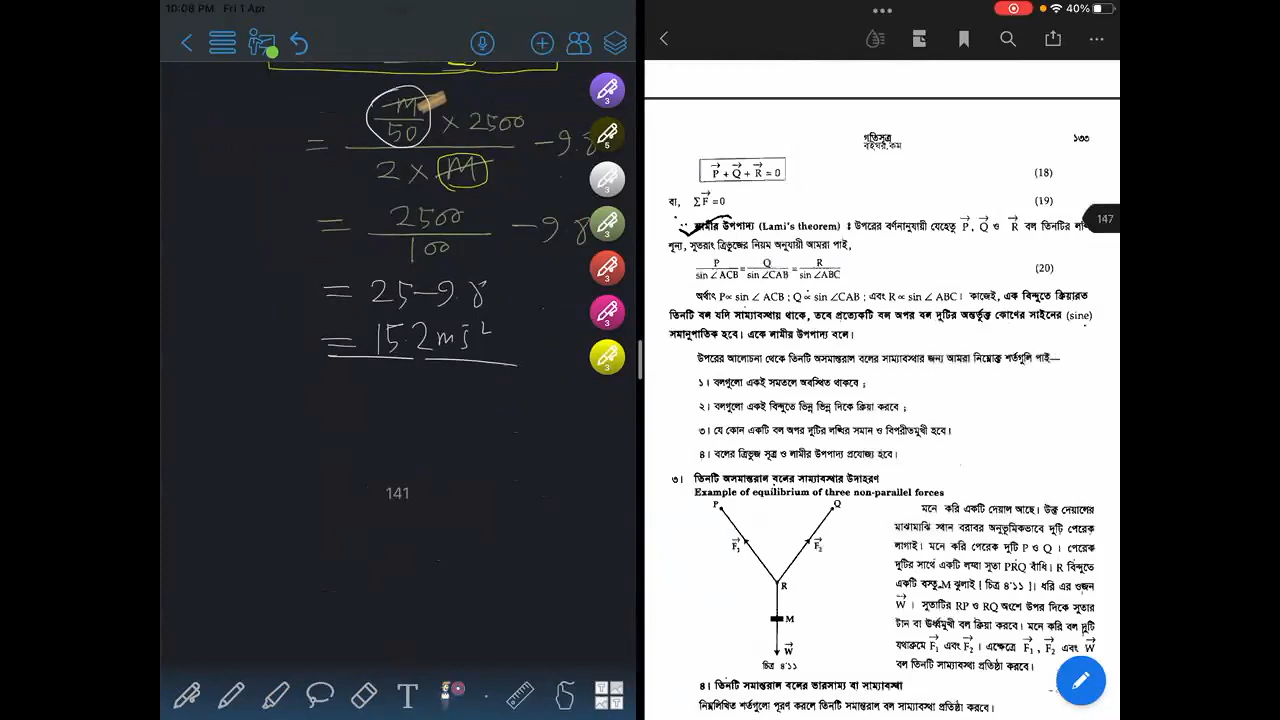 10:08 PM Fri 1 Apr
= M/50 × 2500 / 2 × M − 9.8
= 2500/100 − 9.8
= 25−9.8
= 15.2 ms²
141
40%
গতিসূত্র
বইঘর.কম
১৩৩
P + Q + R = 0 (18)
বা, ΣF = 0 (19)
লামীর উপপাদ্য (Lami's theorem) ঃ উপরের বর্ণনানুযায়ী যেহেতু P, Q ও R বল তিনটির
শূন্য, সুতরাং ত্রিভুজের নিয়ম অনুযায়ী আমরা পাই,
P/sin∠ACB = Q/sin∠CAB = R/sin∠ABC (20)
147
অর্থাৎ P∝ sin ∠ ACB ; Q ∝ sin ∠CAB ; এবং R ∝ sin ∠ ABC। কাজেই, এক বিন্দুতে ক্রিয়ারত
তিনটি বল যদি সাম্যাবস্থায় থাকে, তবে প্রত্যেকটি বল অপর বল দুটির অন্তর্ভুক্ত কোণের সাইনের (sine)
সমানুপাতিক হবে। একে লামীর উপপাদ্য বলে।
উপরের আলোচনা থেকে তিনটি অসমান্তরাল বলের সাম্যাবস্থার জন্য আমরা নিম্নোক্ত শর্তগুলি পাই—
১। বলগুলো একই সমতলে অবস্থিত থাকবে ;
২। বলগুলো একই বিন্দুতে ভিন্ন ভিন্ন দিকে ক্রিয়া করবে ;
৩। যে কোন একটি বল অপর দুটির লব্ধির সমান ও বিপরীতমুখী হবে।
৪। বলের ত্রিভুজ সূত্র ও লামীর উপপাদ্য প্রযোজ্য হবে।
৩। তিনটি অসমান্তরাল বলের সাম্যাবস্থার উদাহরণ
Example of equilibrium of three non-parallel forces
P Q
F₁ F₂
R
M
W
চিত্র ৪'১১
মনে করি একটি দেয়াল আছে। উক্ত দেয়ালের
মাঝামাঝি স্থান বরাবর অনুভূমিকভাবে দুটি পেরেক
লাগাই। মনে করি পেরেক দুটি P ও Q । পেরেক
দুটির সাথে একটি লম্বা সূতা PRQ বাঁধি। R বিন্দুতে
একটি বস্তু M ঝুলাই [ চিত্র ৪'১১ ]। ধরি এর ওজন
W । সূতাটির RP ও RQ অংশে উপর দিকে সূতার
টান বা ঊর্ধ্বমুখী বল ক্রিয়া করবে। মনে করি বল দুটি
যথাক্রমে F₁ এবং F₂ । এক্ষেত্রে F₁, F₂ এবং W
বল তিনটি সাম্যাবস্থা প্রতিষ্ঠা করবে।
৪। তিনটি সমান্তরাল বলের ভারসাম্য বা সাম্যাবস্থা
নিম্নলিখিত শর্তগুলো পূরণ করলে তিনটি সমান্তরাল বল সাম্যাবস্থা প্রতিষ্ঠা করবে।